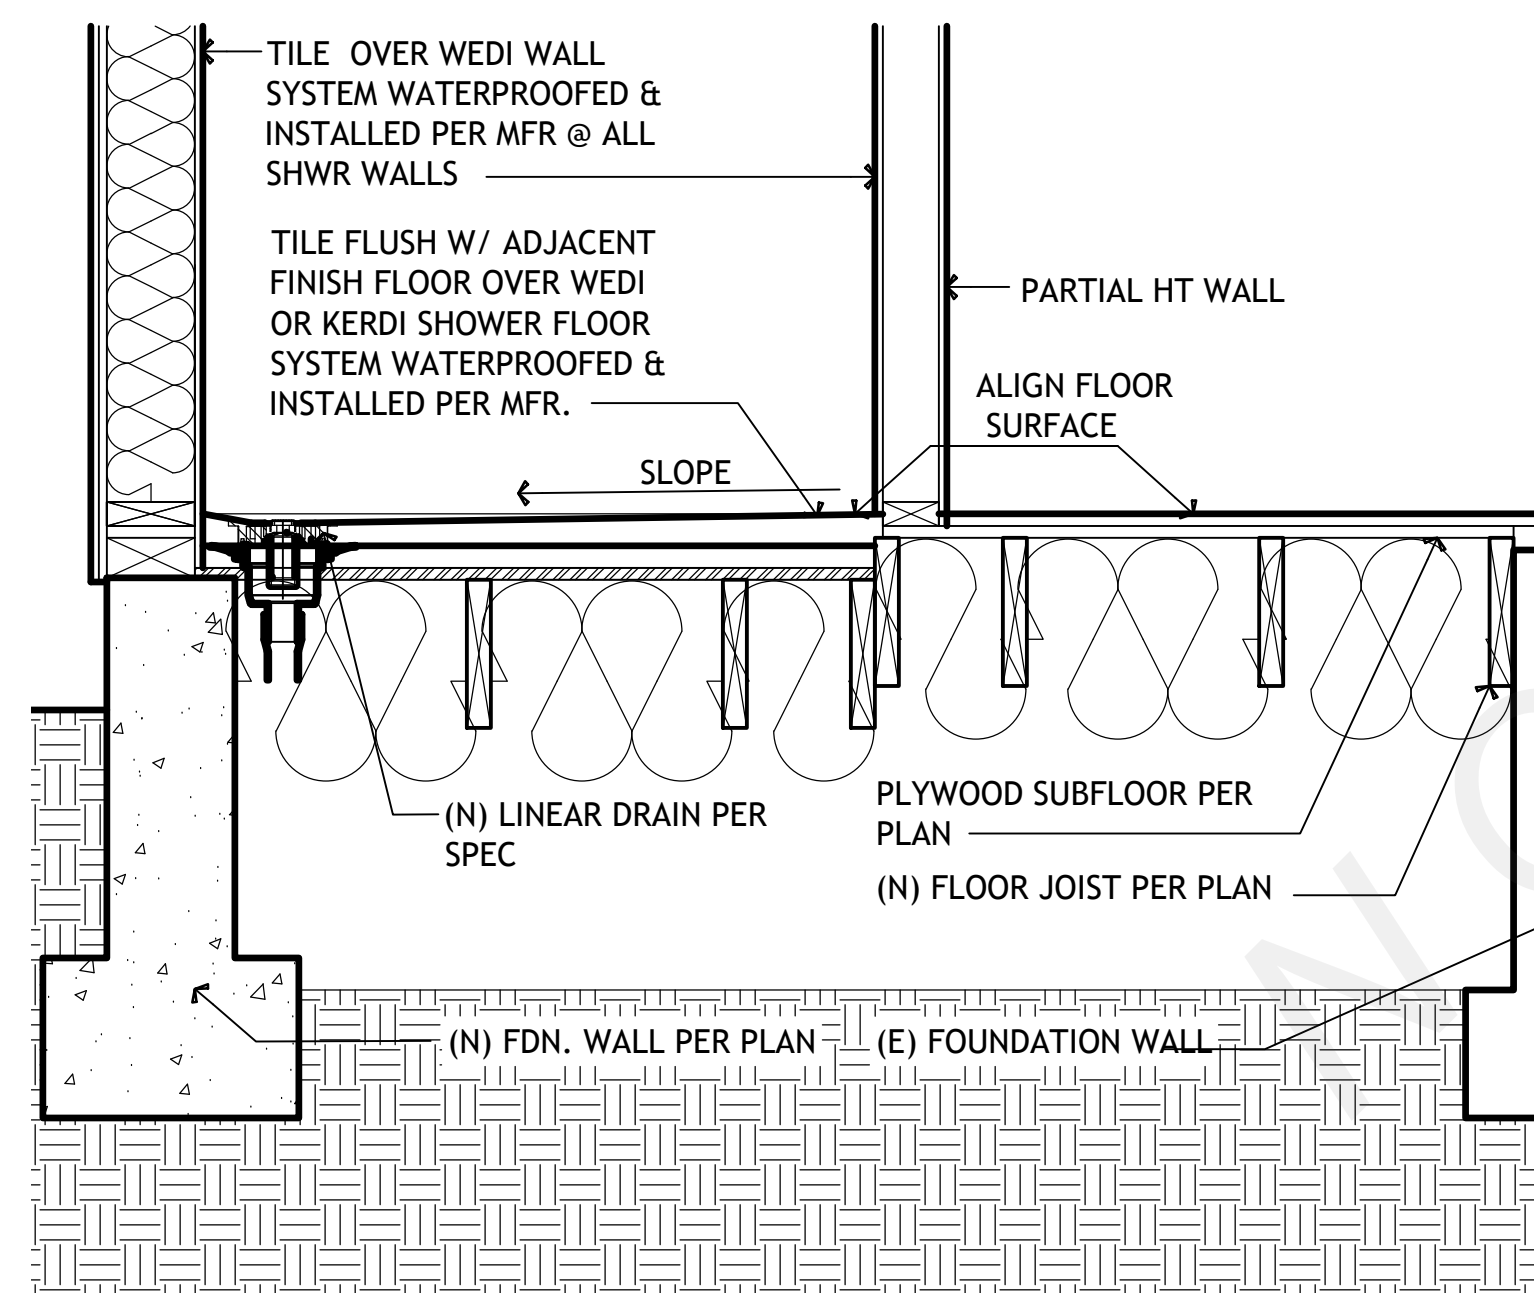 TILE OVER WEDI WALL
SYSTEM WATERPROOFED &
INSTALLED PER MFR @ ALL
SHWR WALLS
TILE FLUSH W/ ADJACENT
FINISH FLOOR OVER WEDI
OR KERDI SHOWER FLOOR
SYSTEM WATERPROOFED &
INSTALLED PER MFR.
PARTIAL HT WALL
ALIGN FLOOR
SURFACE
SLOPE
(N) LINEAR DRAIN PER
SPEC
PLYWOOD SUBFLOOR PER
PLAN
(N) FLOOR JOIST PER PLAN
(N) FDN. WALL PER PLAN
(E) FOUNDATION WALL